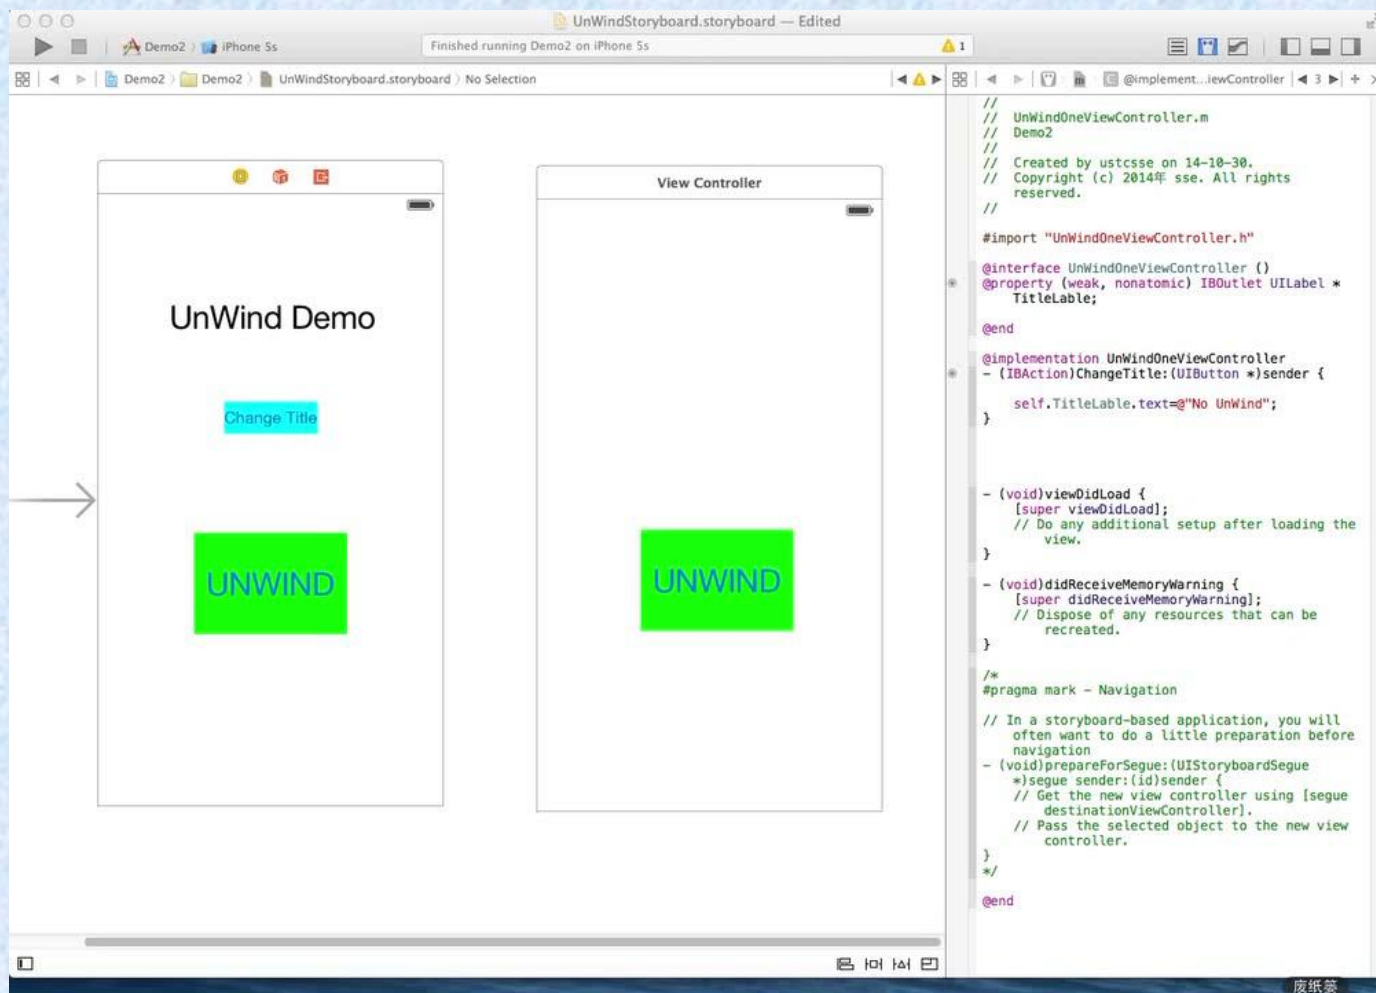 UnWindStoryboard.storyboard — Edited
Demo2 〉 iPhone 5s
Finished running Demo2 on iPhone 5s
1
Demo2 〉 Demo2 〉 UnWindStoryboard.storyboard 〉 No Selection
@implement...iewController
3
UnWind Demo
Change Title
UNWIND
View Controller
UNWIND
//
// UnWindOneViewController.m
// Demo2
//
// Created by ustcsse on 14-10-30.
// Copyright (c) 2014年 sse. All rights
reserved.
//
#import "UnWindOneViewController.h"
@interface UnWindOneViewController ()
@property (weak, nonatomic) IBOutlet UILabel *
TitleLable;
@end
@implementation UnWindOneViewController
- (IBAction)ChangeTitle:(UIButton *)sender {
self.TitleLable.text=@"No UnWind";
}
- (void)viewDidLoad {
[super viewDidLoad];
// Do any additional setup after loading the
view.
}
- (void)didReceiveMemoryWarning {
[super didReceiveMemoryWarning];
// Dispose of any resources that can be
recreated.
}
/*
#pragma mark - Navigation
// In a storyboard-based application, you will
often want to do a little preparation before
navigation
- (void)prepareForSegue:(UIStoryboardSegue
*)segue sender:(id)sender {
// Get the new view controller using [segue
destinationViewController].
// Pass the selected object to the new view
controller.
}
*/
@end
废纸篓